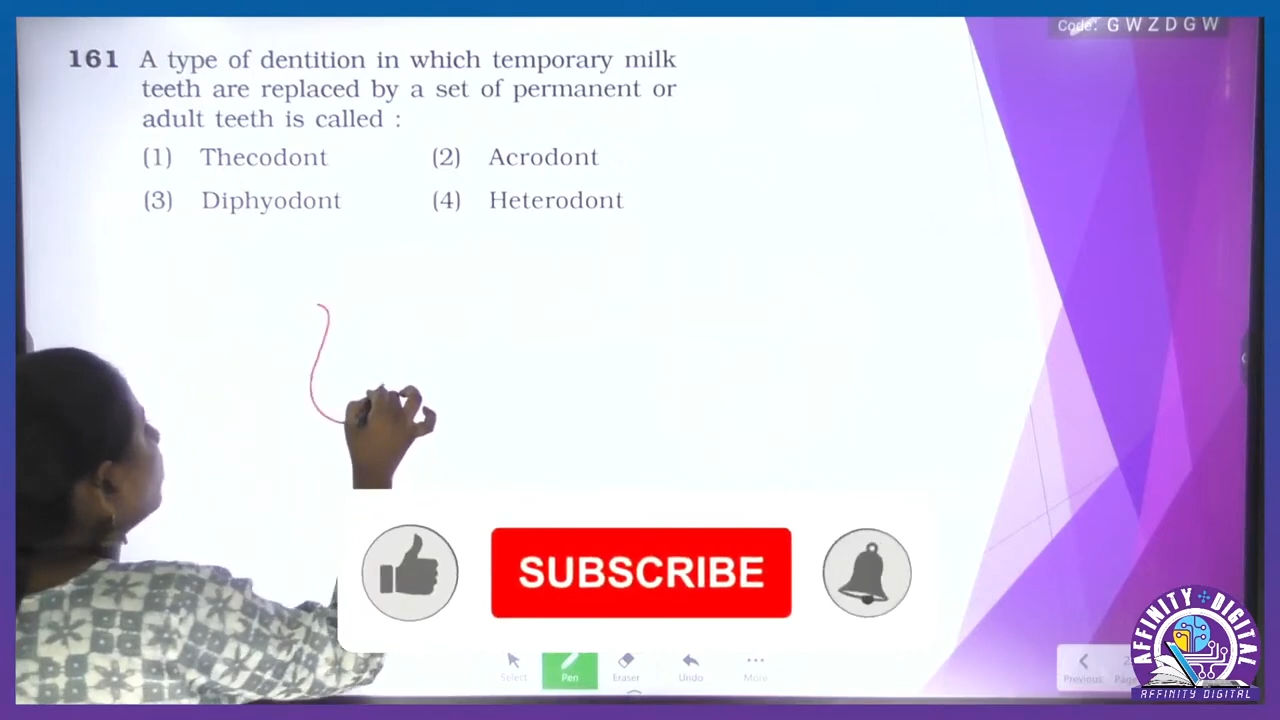 Code: G W Z D G W
161 A type of dentition in which temporary milk
teeth are replaced by a set of permanent or
adult teeth is called :
(1) Thecodont (2) Acrodont
(3) Diphyodont (4) Heterodont
SUBSCRIBE
Select Pen Eraser Undo More
Previous
AFFINITY DIGITAL
AFFINITY DIGITAL